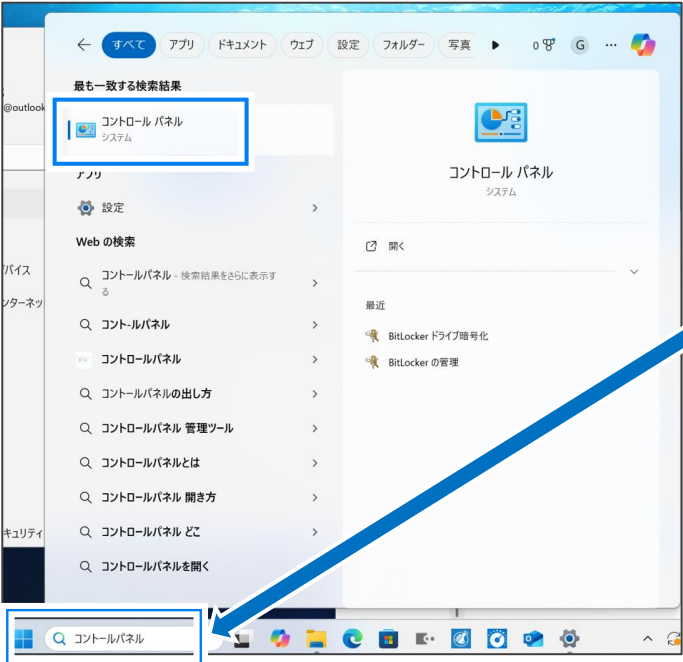 すべて アプリ ドキュメント ウェブ 設定 フォルダー 写真 0 G
最も一致する検索結果
@outlook
コントロール パネル
システム
アプリ
設定
Web の検索
コントールパネル - 検索結果をさらに表示す
る
コント-ルパネル
コントロールパネル
コントールパネルの出し方
コントロールパネル 管理ツール
コントロールパネルとは
コントロールパネル 開き方
コントロールパネル どこ
コントロールパネルを開く
コントロール パネル
システム
開く
最近
BitLocker ドライブ暗号化
BitLocker の管理
バイス
ンターネッ
キュリティ
コントールパネル